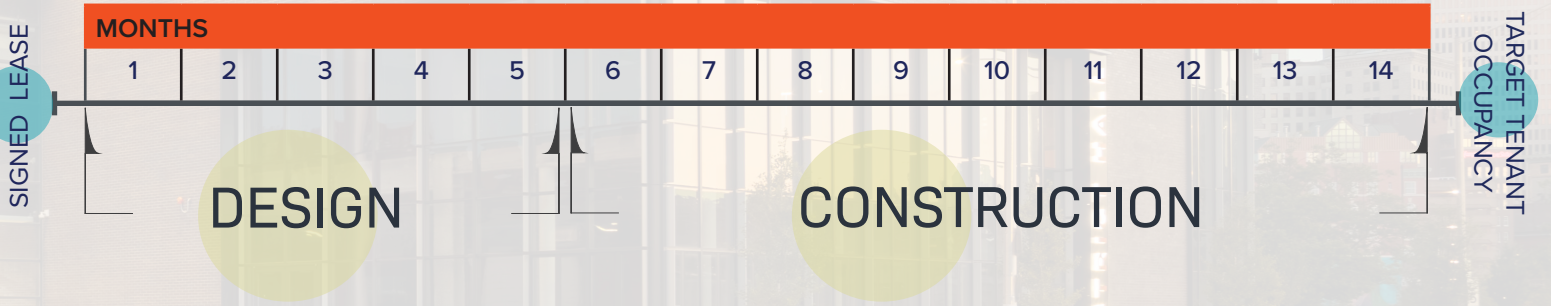 MONTHS
1 2 3 4 5 6 7 8 9 10 11 12 13 14
SIGNED LEASE
TARGET TENANT
OCCUPANCY
DESIGN
CONSTRUCTION